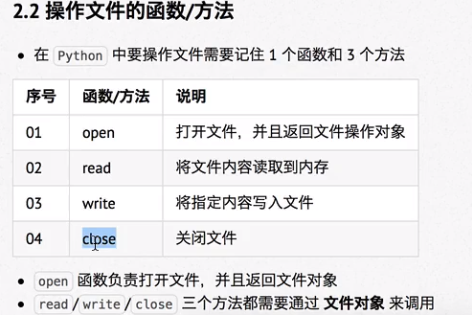 2.2 操作文件的函数/方法
在 Python 中要操作文件需要记住 1 个函数和 3 个方法
序号 函数/方法 说明
01 open 打开文件，并且返回文件操作对象
02 read 将文件内容读取到内存
03 write 将指定内容写入文件
04 close 关闭文件
open 函数负责打开文件，并且返回文件对象
read/write/close 三个方法都需要通过 文件对象 来调用